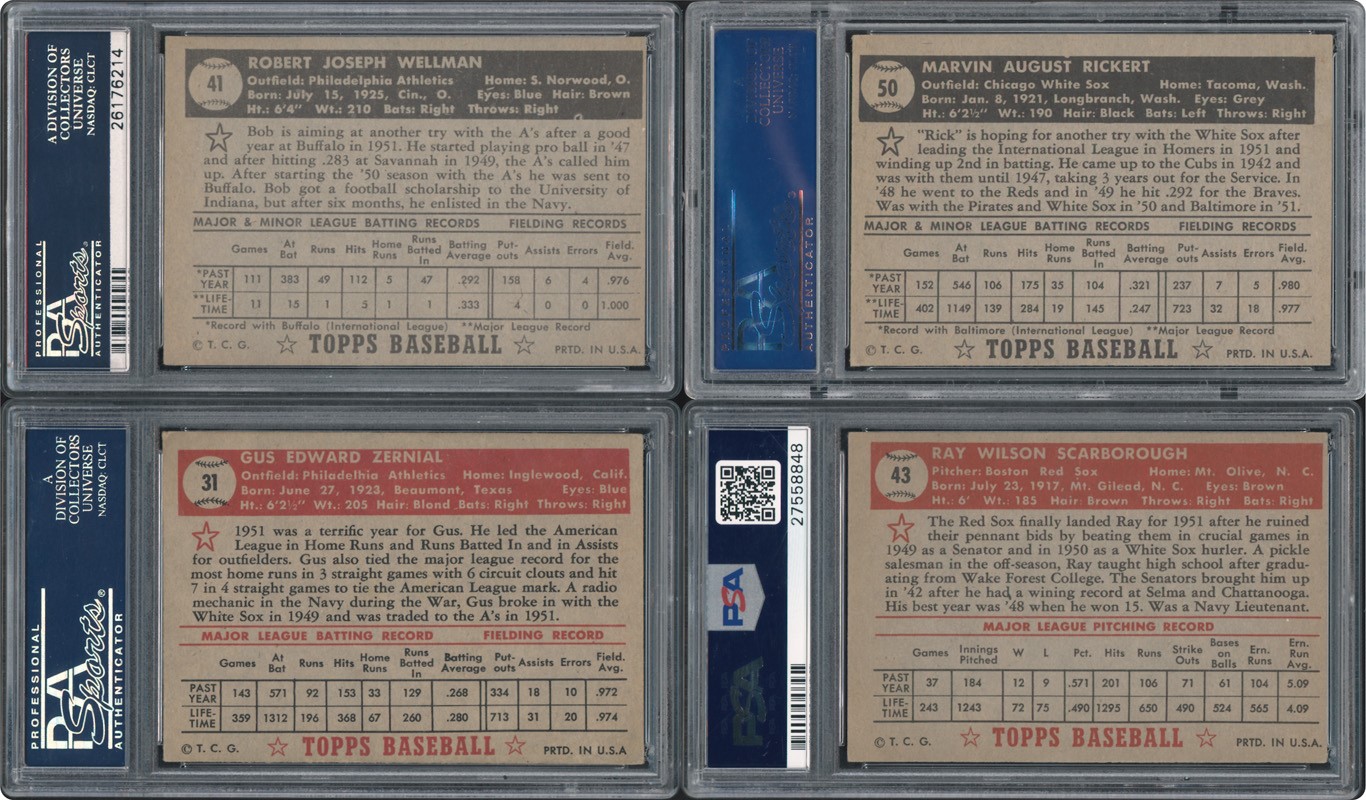 A DIVISION OF
COLLECTORS
UNIVERSE
NASDAQ: CLCT
26176214
PROFESSIONAL
PSA
Sports®
AUTHENTICATOR
41
ROBERT JOSEPH WELLMAN
Outfield: Philadelphia Athletics Home: S. Norwood, O.
Born: July 15, 1925, Cin., O. Eyes: Blue Hair: Brown
Ht.: 6'4" Wt.: 210 Bats: Right Throws: Right
Bob is aiming at another try with the A's after a good
year at Buffalo in 1951. He started playing pro ball in '47
and after hitting .283 at Savannah in 1949, the A's called him
up. After starting the '50 season with the A's he was sent to
Buffalo. Bob got a football scholarship to the University of
Indiana, but after six months, he enlisted in the Navy.
MAJOR & MINOR LEAGUE BATTING RECORDS FIELDING RECORDS
Games At Bat Runs Hits Home Runs Runs Batted In Batting Average Put-outs Assists Errors Field. Avg.
*PAST YEAR 111 383 49 112 5 47 .292 158 6 4 .976
**LIFE-TIME 11 15 1 5 1 1 .333 4 0 0 1.000
*Record with Buffalo (International League) **Major League Record
© T. C. G. ☆ TOPPS BASEBALL ☆ PRTD. IN U.S.A.
DIVISION OF
COLLECTORS
UNIVERSE
PSA
AUTHENTICATOR
50
MARVIN AUGUST RICKERT
Outfield: Chicago White Sox Home: Tacoma, Wash.
Born: Jan. 8, 1921, Longbranch, Wash. Eyes: Grey
Ht.: 6'2½" Wt.: 190 Hair: Black Bats: Left Throws: Right
"Rick" is hoping for another try with the White Sox after
leading the International League in Homers in 1951 and
winding up 2nd in batting. He came up to the Cubs in 1942 and
was with them until 1947, taking 3 years out for the Service. In
'48 he went to the Reds and in '49 he hit .292 for the Braves.
Was with the Pirates and White Sox in '50 and Baltimore in '51.
MAJOR & MINOR LEAGUE BATTING RECORDS FIELDING RECORDS
Games At Bat Runs Hits Home Runs Runs Batted In Batting Average Put-outs Assists Errors Field. Avg.
*PAST YEAR 152 546 106 175 35 104 .321 237 7 5 .980
**LIFE-TIME 402 1149 139 284 19 145 .247 723 32 18 .977
*Record with Baltimore (International League) **Major League Record
© T. C. G. ☆ TOPPS BASEBALL ☆ PRTD. IN U.S.A.
A
DIVISION OF
COLLECTORS
UNIVERSE
NASDAQ: CLCT
PROFESSIONAL
PSA
Sports®
AUTHENTICATOR
31
GUS EDWARD ZERNIAL
Outfield: Philadelhia Athletics Home: Inglewood, Calif.
Born: June 27, 1923, Beaumont, Texas Eyes: Blue
Ht.: 6'2½" Wt.: 205 Hair: Blond Bats: Right Throws: Right
1951 was a terrific year for Gus. He led the American
League in Home Runs and Runs Batted In and in Assists
for outfielders. Gus also tied the major league record for the
most home runs in 3 straight games with 6 circuit clouts and hit
7 in 4 straight games to tie the American League mark. A radio
mechanic in the Navy during the War, Gus broke in with the
White Sox in 1949 and was traded to the A's in 1951.
MAJOR LEAGUE BATTING RECORD FIELDING RECORD
Games At Bat Runs Hits Home Runs Runs Batted In Batting Average Put-outs Assists Errors Field. Avg.
PAST YEAR 143 571 92 153 33 129 .268 334 18 10 .972
LIFE-TIME 359 1312 196 368 67 260 .280 713 31 20 .974
© T. C. G. ☆ TOPPS BASEBALL ☆ PRTD. IN U.S.A
27558848
PSA
PSA
43
RAY WILSON SCARBOROUGH
Pitcher: Boston Red Sox Home: Mt. Olive, N. C.
Born: July 23, 1917, Mt. Gilead, N. C. Eyes: Brown
Ht.: 6' Wt.: 185 Hair: Brown Throws: Right Bats: Right
The Red Sox finally landed Ray for 1951 after he ruined
their pennant bids by beating them in crucial games in
1949 as a Senator and in 1950 as a White Sox hurler. A pickle
salesman in the off-season, Ray taught high school after gradu-
ating from Wake Forest College. The Senators brought him up
in '42 after he had a wining record at Selma and Chattanooga.
His best year was '48 when he won 15. Was a Navy Lieutenant.
MAJOR LEAGUE PITCHING RECORD
Games Innings Pitched W L Pct. Hits Runs Strike Outs Bases on Balls Ern. Runs Ern. Run Avg.
PAST YEAR 37 184 12 9 .571 201 106 71 61 104 5.09
LIFE-TIME 243 1243 72 75 .490 1295 650 490 524 565 4.09
© T. C. G. ☆ TOPPS BASEBALL ☆ PRTD. IN U.S.A.